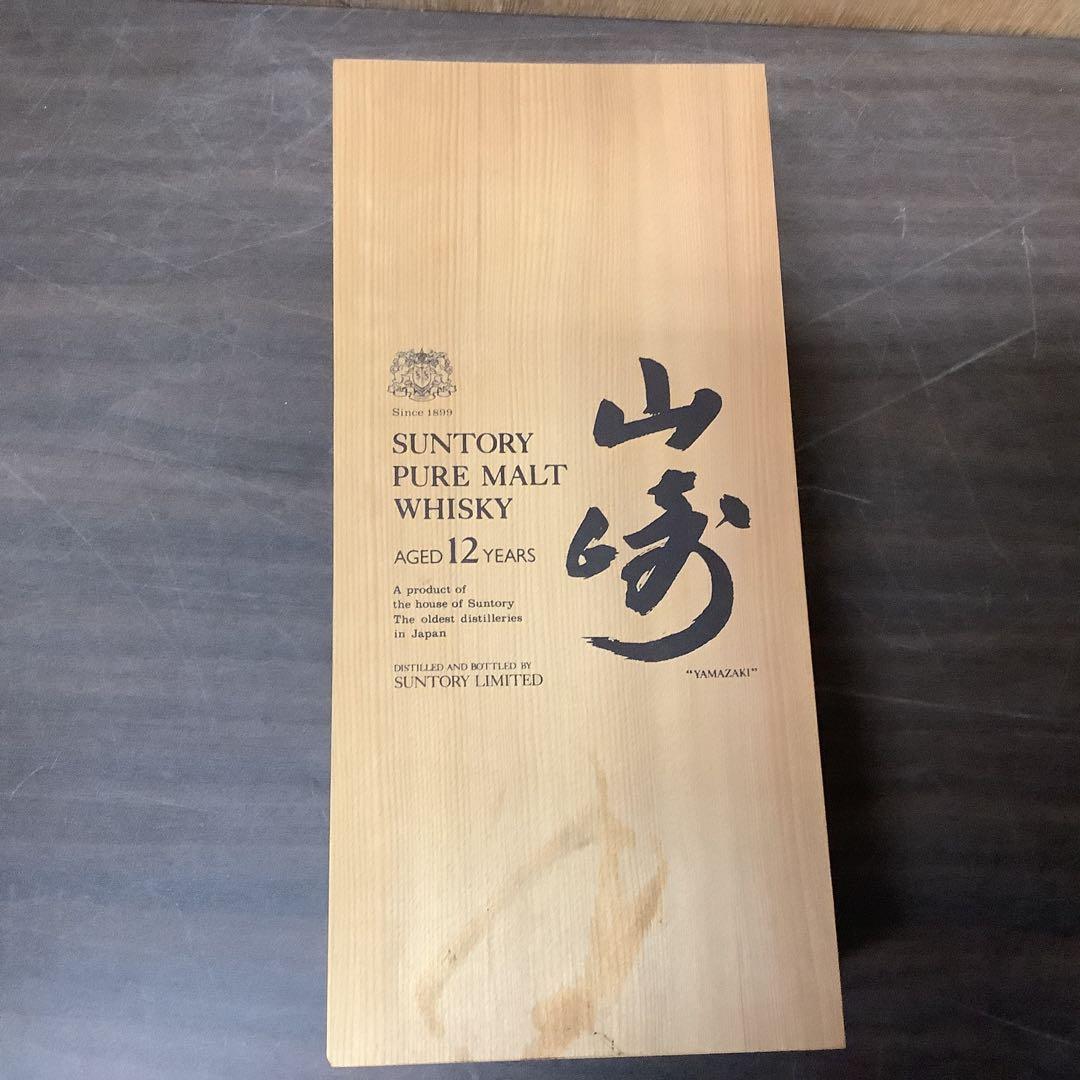 Since 1899
SUNTORY
PURE MALT
WHISKY
AGED 12 YEARS
A product of
the house of Suntory
The oldest distilleries
in Japan
DISTILLED AND BOTTLED BY
SUNTORY LIMITED
山崎
"YAMAZAKI"